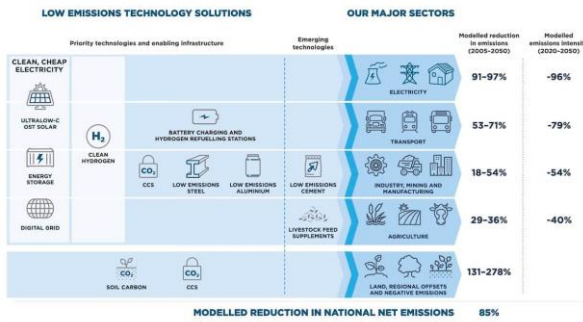 LOW EMISSIONS TECHNOLOGY SOLUTIONS
OUR MAJOR SECTORS
Priority technologies and enabling infrastructure
Emerging
technologies
Modelled reduction
in emissions
(2005-2050)
Modelled
emissions intensi
(2020-2050)
CLEAN, CHEAP
ELECTRICITY
ULTRALOW-C
OST SOLAR
ENERGY
STORAGE
DIGITAL GRID
H₂
CLEAN
HYDROGEN
BATTERY CHARGING AND
HYDROGEN REFUELLING STATIONS
CO₂
CCS
LOW EMISSIONS
STEEL
LOW EMISSIONS
ALUMINIUM
LOW EMISSIONS
CEMENT
LIVESTOCK FEED
SUPPLEMENTS
CO₂
SOIL CARBON
CO₂
CCS
ELECTRICITY
91-97%
-96%
TRANSPORT
53-71%
-79%
INDUSTRY, MINING AND
MANUFACTURING
18-54%
-54%
AGRICULTURE
29-36%
-40%
LAND, REGIONAL OFFSETS
AND NEGATIVE EMISSIONS
131-278%
MODELLED REDUCTION IN NATIONAL NET EMISSIONS 85%